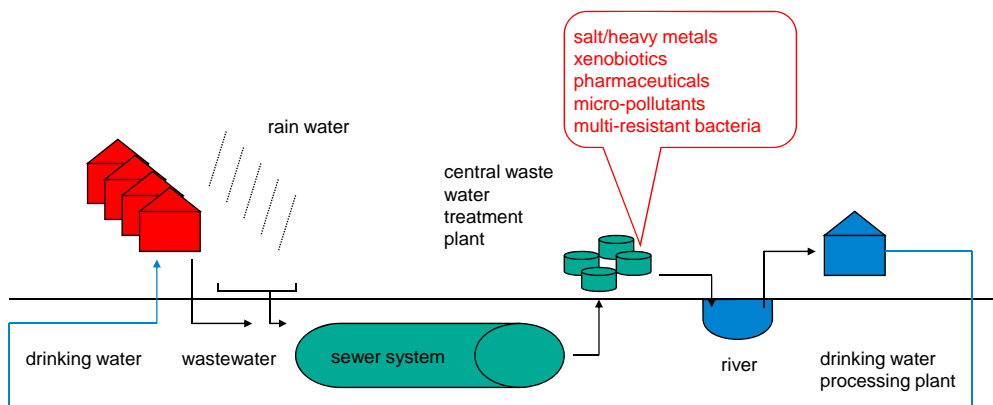 salt/heavy metals
xenobiotics
pharmaceuticals
micro-pollutants
multi-resistant bacteria
rain water
central waste
water
treatment
plant
drinking water
wastewater
sewer system
river
drinking water
processing plant